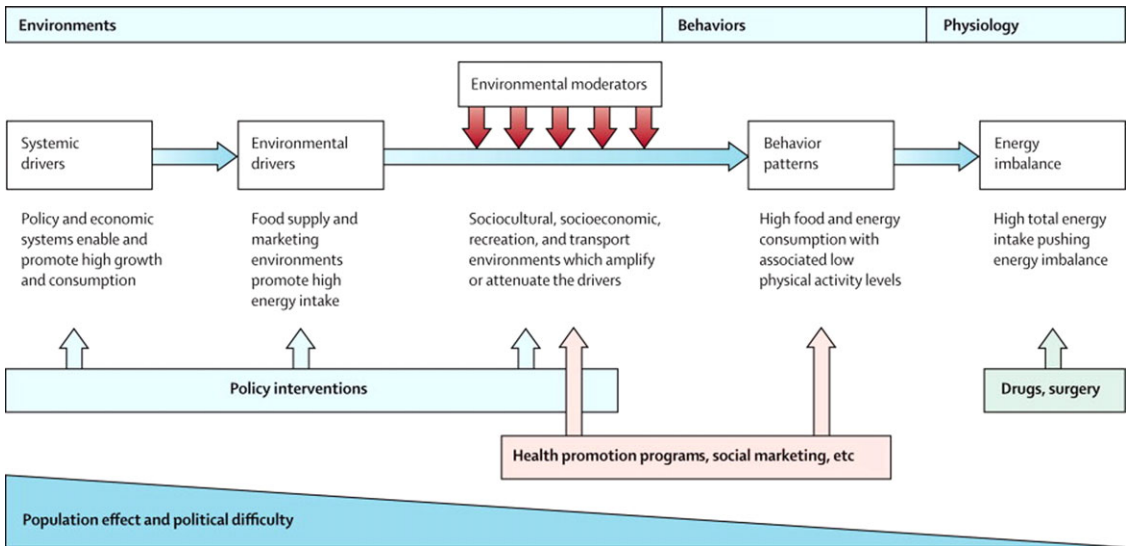 Environments
Behaviors
Physiology
Environmental moderators
Systemic
drivers
Environmental
drivers
Behavior
patterns
Energy
imbalance
Policy and economic
systems enable and
promote high growth
and consumption
Food supply and
marketing
environments
promote high
energy intake
Sociocultural, socioeconomic,
recreation, and transport
environments which amplify
or attenuate the drivers
High food and energy
consumption with
associated low
physical activity levels
High total energy
intake pushing
energy imbalance
Policy interventions
Drugs, surgery
Health promotion programs, social marketing, etc
Population effect and political difficulty